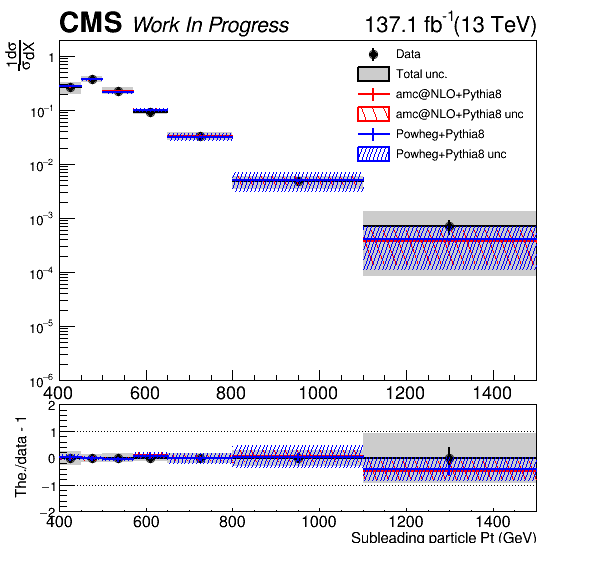 CMS Work In Progress 137.1 fb⁻¹(13 TeV)
1 dσ
σ dX
Data
Total unc.
amc@NLO+Pythia8
amc@NLO+Pythia8 unc
Powheg+Pythia8
Powheg+Pythia8 unc
1
10⁻¹
10⁻²
10⁻³
10⁻⁴
10⁻⁵
10⁻⁶
400 600 800 1000 1200 1400
The./data - 1
2
1
0
−1
−2
400 600 800 1000 1200 1400
Subleading particle Pt (GeV)